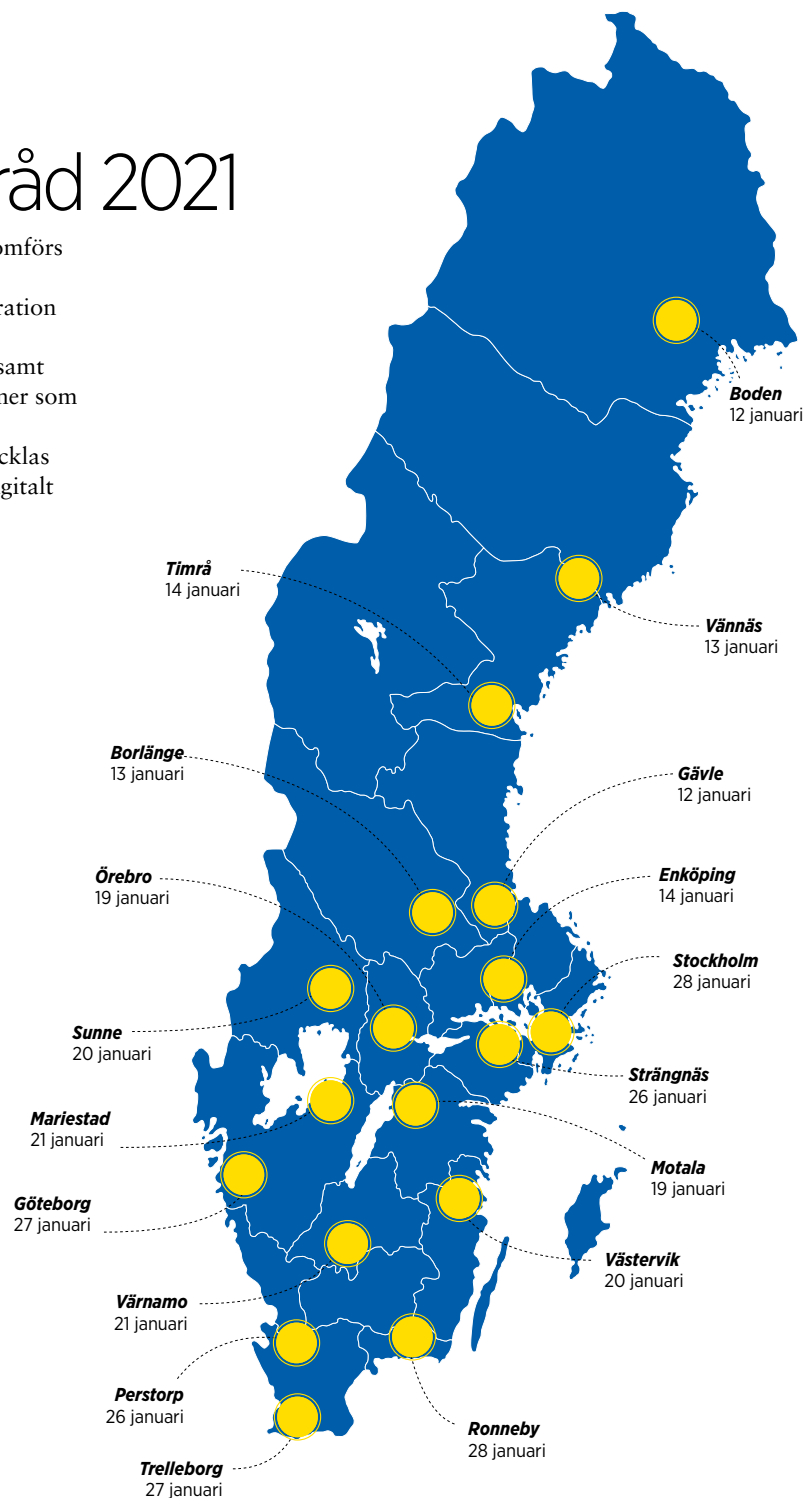 råd 2021
omförs
ration
samt
ner som
cklas
gitalt
Boden
12 januari
Timrå
14 januari
Vännäs
13 januari
Borlänge
13 januari
Gävle
12 januari
Örebro
19 januari
Enköping
14 januari
Stockholm
28 januari
Sunne
20 januari
Strängnäs
26 januari
Mariestad
21 januari
Motala
19 januari
Göteborg
27 januari
Västervik
20 januari
Värnamo
21 januari
Perstorp
26 januari
Ronneby
28 januari
Trelleborg
27 januari